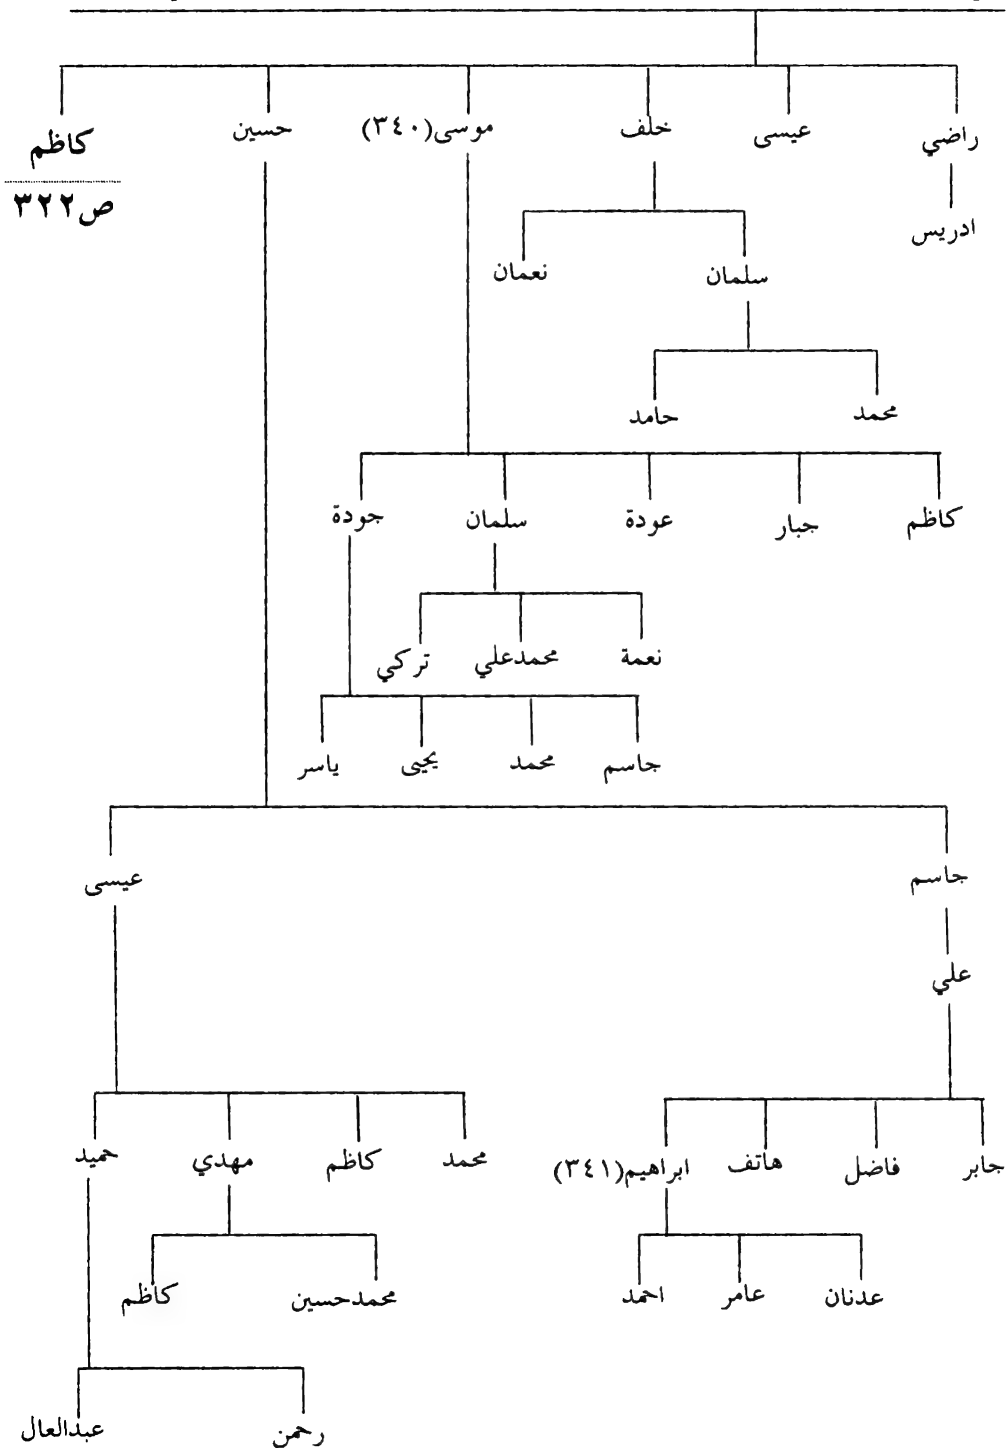 راضي عيسى خلف موسى(٣٤٠) حسين كاظم
ص٣٢٢
ادريس
سلمان نعمان
محمد حامد
كاظم جبار عودة سلمان جودة
نعمة محمدعلي تركي
جاسم محمد يحيى ياسر
جاسم عيسى
علي
جابر فاضل هاتف ابراهيم(٣٤١) محمد كاظم مهدي حميد
عدنان عامر احمد محمدحسين كاظم
رحمن عبدالعال